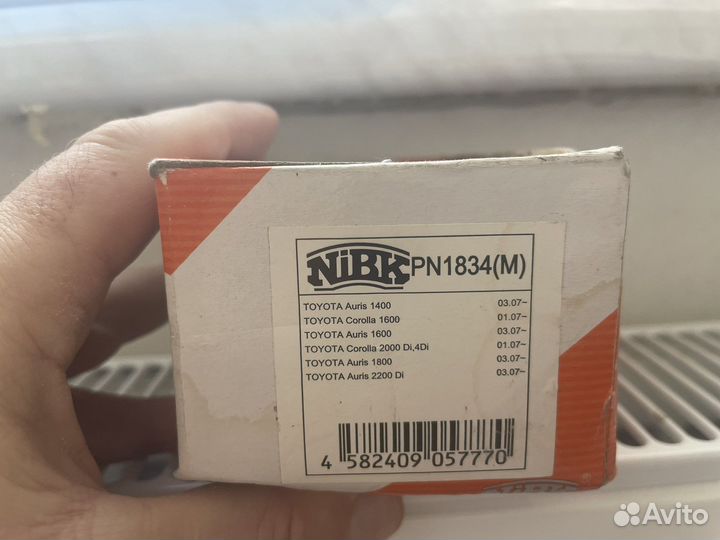 NiBK PN1834(M)
TOYOTA Auris 1400 03.07~
TOYOTA Corolla 1600 01.07~
TOYOTA Auris 1600 03.07~
TOYOTA Corolla 2000 Di,4Di 01.07~
TOYOTA Auris 1800 03.07~
TOYOTA Auris 2200 Di 03.07~
4 582409 057770
Avito